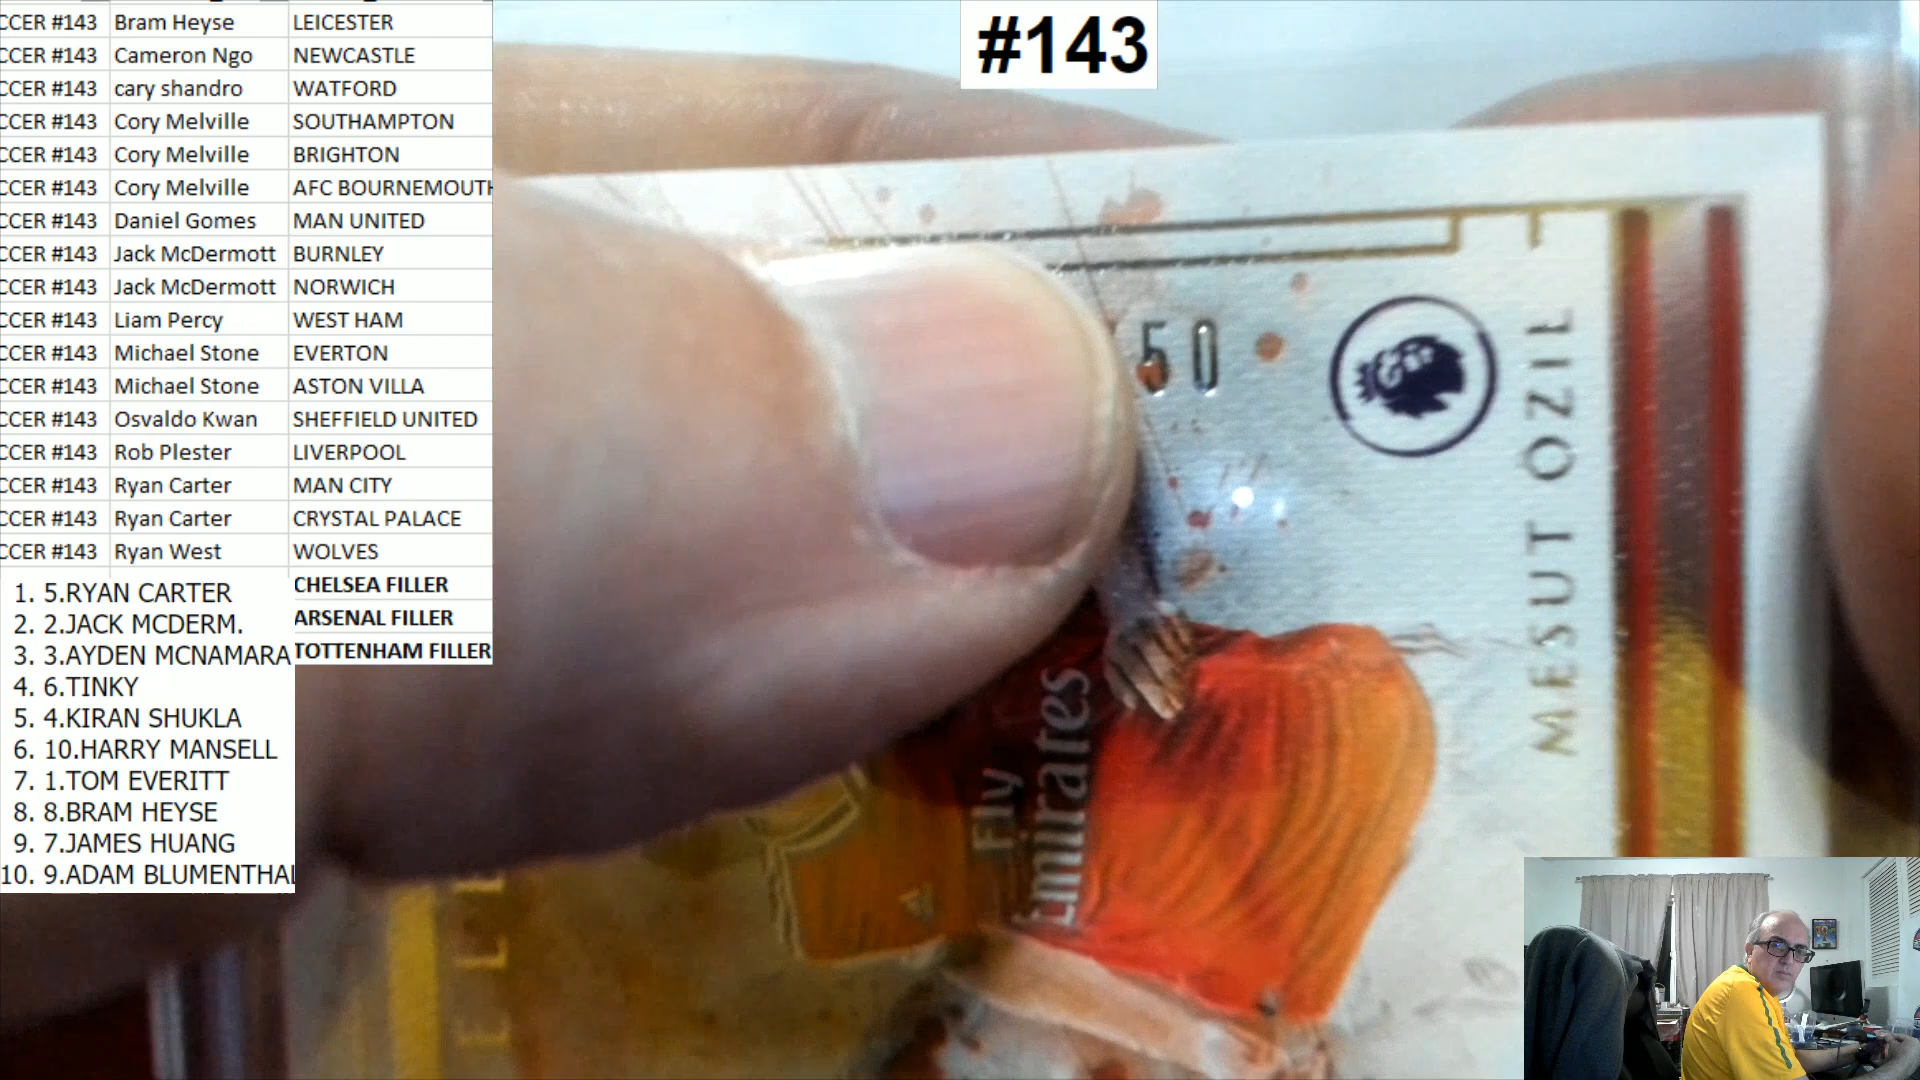 #143
CCER #143 Bram Heyse LEICESTER
CCER #143 Cameron Ngo NEWCASTLE
CCER #143 cary shandro WATFORD
CCER #143 Cory Melville SOUTHAMPTON
CCER #143 Cory Melville BRIGHTON
CCER #143 Cory Melville AFC BOURNEMOUTH
CCER #143 Daniel Gomes MAN UNITED
CCER #143 Jack McDermott BURNLEY
CCER #143 Jack McDermott NORWICH
CCER #143 Liam Percy WEST HAM
CCER #143 Michael Stone EVERTON
CCER #143 Michael Stone ASTON VILLA
CCER #143 Osvaldo Kwan SHEFFIELD UNITED
CCER #143 Rob Plester LIVERPOOL
CCER #143 Ryan Carter MAN CITY
CCER #143 Ryan Carter CRYSTAL PALACE
CCER #143 Ryan West WOLVES
CHELSEA FILLER
ARSENAL FILLER
TOTTENHAM FILLER
1. 5.RYAN CARTER
2. 2.JACK MCDERM.
3. 3.AYDEN MCNAMARA
4. 6.TINKY
5. 4.KIRAN SHUKLA
6. 10.HARRY MANSELL
7. 1.TOM EVERITT
8. 8.BRAM HEYSE
9. 7.JAMES HUANG
10. 9.ADAM BLUMENTHAL
50
MESUT OZIL
Fly
Emirates